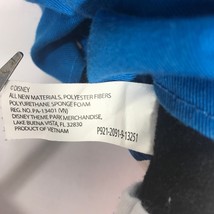 ©DISNEY
ALL NEW MATERIALS, POLYESTER FIBERS
POLYURETHANE SPONGE FOAM
REG. NO. PA-13401 (VN)
DISNEY THEME PARK MERCHANDISE,
LAKE BUENA VISTA, FL 32830
PRODUCT OF VIETNAM
P921-2091-9-13251